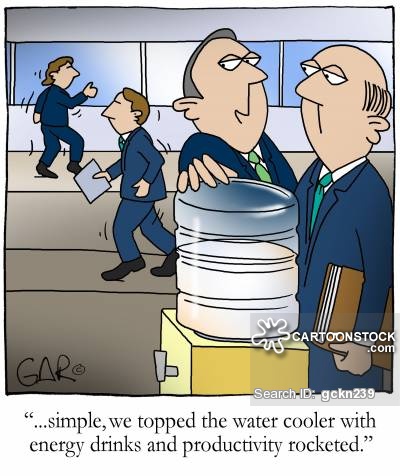 GAR©
CARTOONSTOCK
.com
Search ID: gckn239
“...simple, we topped the water cooler with
energy drinks and productivity rocketed.”